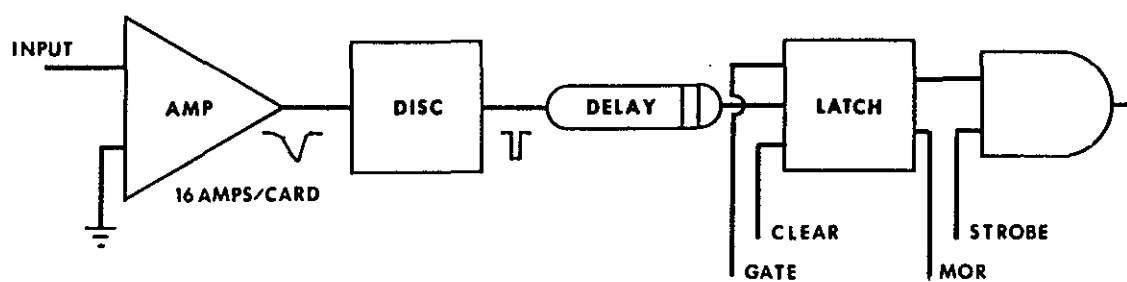 INPUT
AMP
DISC
DELAY
LATCH
16 AMPS/CARD
CLEAR
STROBE
GATE
MOR